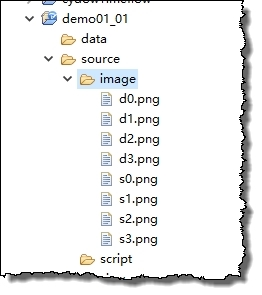 demo01_01
data
source
image
d0.png
d1.png
d2.png
d3.png
s0.png
s1.png
s2.png
s3.png
script